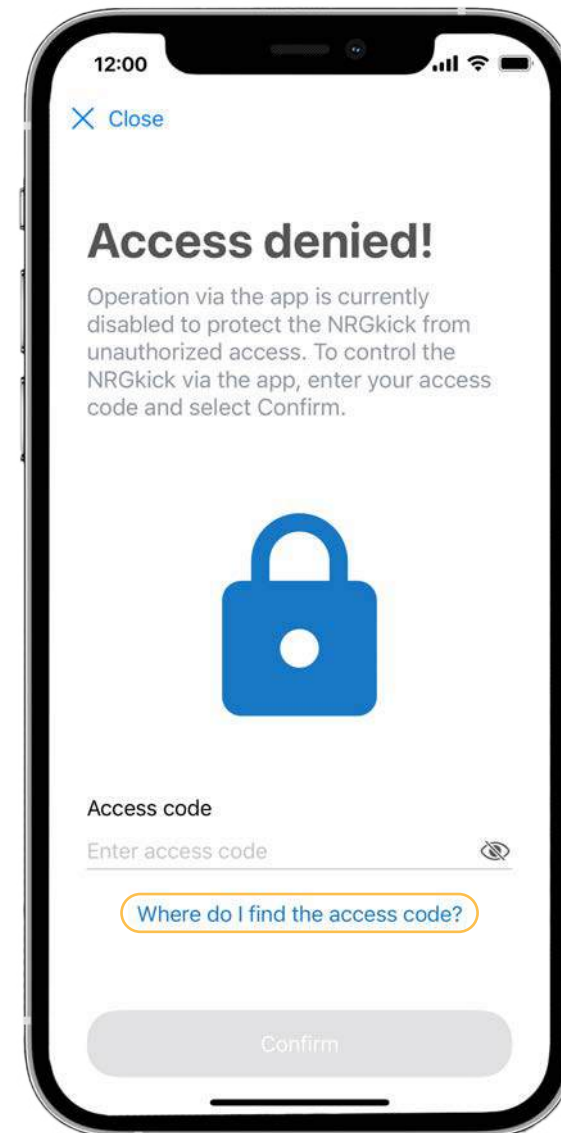 12:00
Close
Access denied!
Operation via the app is currently
disabled to protect the NRGkick from
unauthorized access. To control the
NRGkick via the app, enter your access
code and select Confirm.
Access code
Enter access code
Where do I find the access code?
Confirm